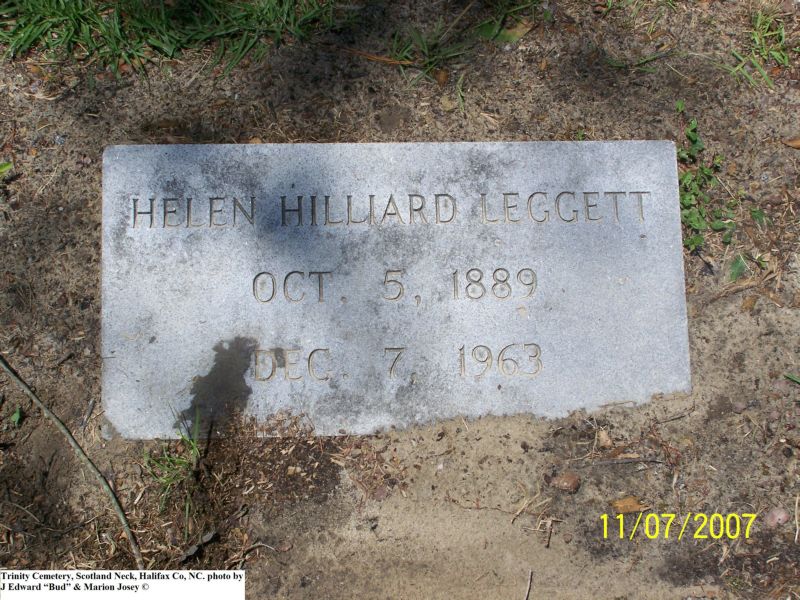 HELEN HILLIARD LEGGETT
OCT. 5, 1889
DEC. 7, 1963
11/07/2007
Trinity Cemetery, Scotland Neck, Halifax Co, NC. photo by
J Edward “Bud” & Marion Josey ©